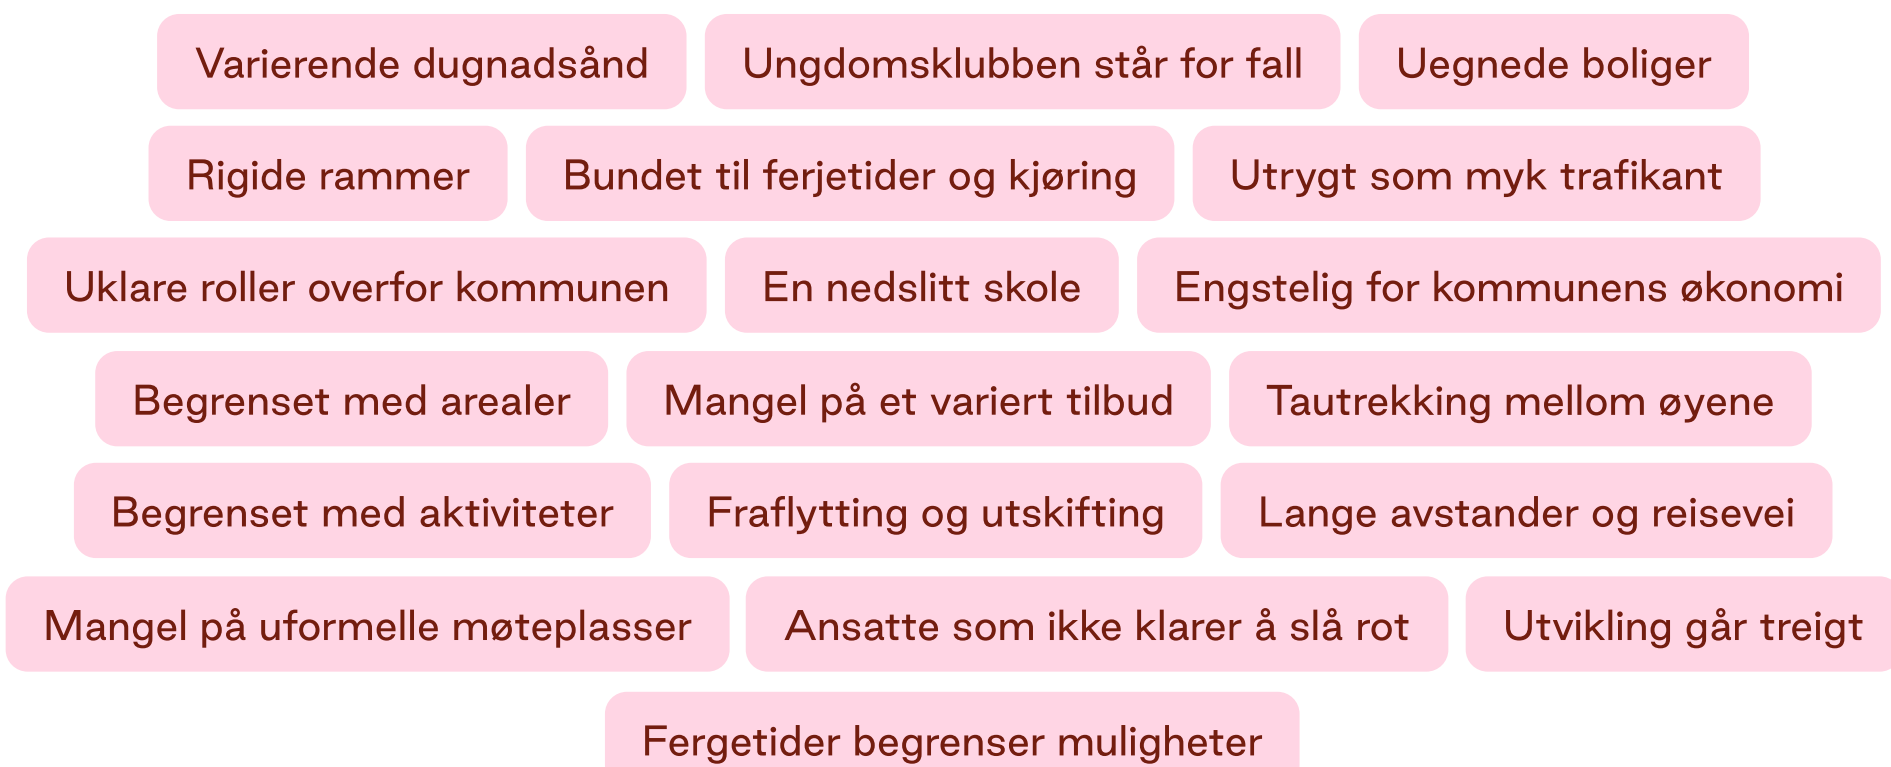 Varierende dugnadsånd
Ungdomsklubben står for fall
Uegnede boliger
Rigide rammer
Bundet til ferjetider og kjøring
Utrygt som myk trafikant
Uklare roller overfor kommunen
En nedslitt skole
Engstelig for kommunens økonomi
Begrenset med arealer
Mangel på et variert tilbud
Tautrekking mellom øyene
Begrenset med aktiviteter
Fraflytting og utskifting
Lange avstander og reisevei
Mangel på uformelle møteplasser
Ansatte som ikke klarer å slå rot
Utvikling går treigt
Fergetider begrenser muligheter